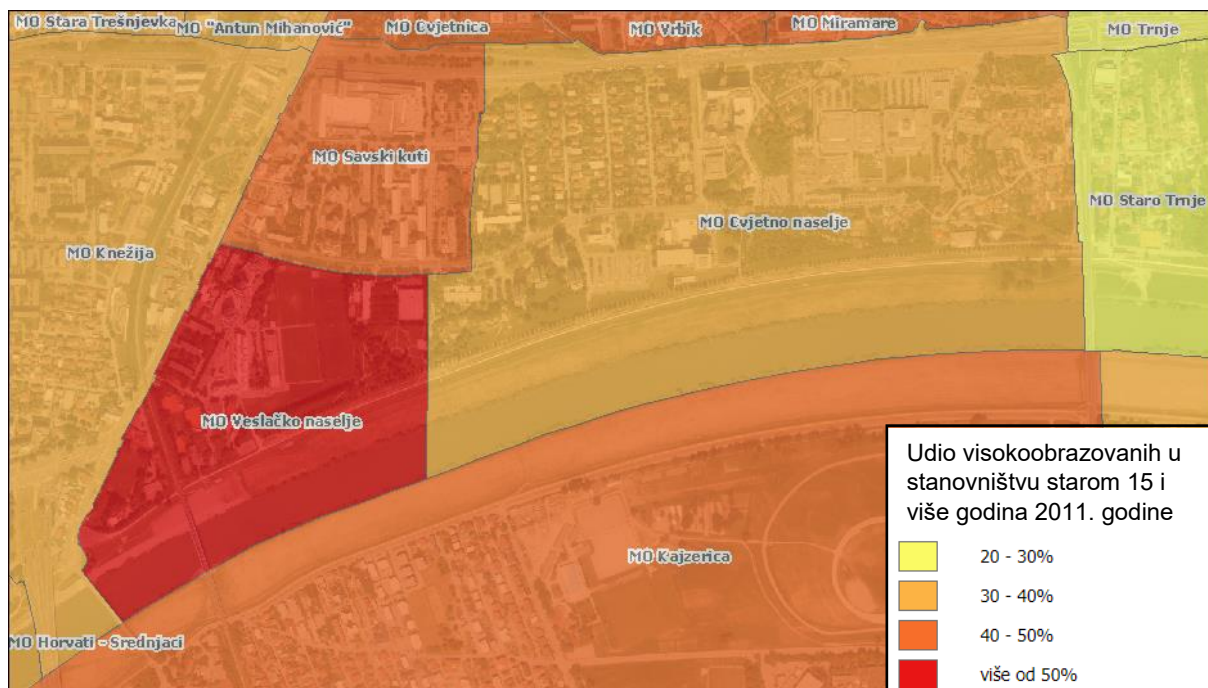 MO Stara Trešnjevka
MO "Antun Mihanović"
MO Cvjetnica
MO Vrbik
MO Miramare
MO Trnje
MO Savski kuti
MO Staro Trnje
MO Cvjetno naselje
MO Knežija
MO Veslačko naselje
MO Kajzerica
MO Horvati - Srednjaci
Udio visokoobrazovanih u
stanovništvu starom 15 i
više godina 2011. godine
20 - 30%
30 - 40%
40 - 50%
više od 50%